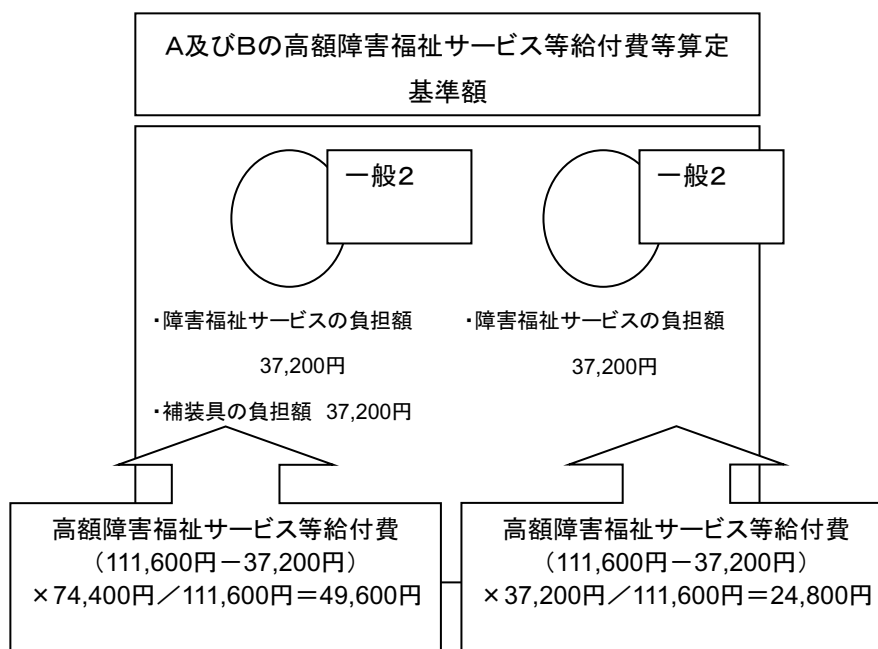 A及びBの高額障害福祉サービス等給付費等算定
基準額
一般2
一般2
・障害福祉サービスの負担額
37,200円
・補装具の負担額 37,200円
・障害福祉サービスの負担額
37,200円
高額障害福祉サービス等給付費
(111,600円-37,200円)
×74,400円/111,600円=49,600円
高額障害福祉サービス等給付費
(111,600円-37,200円)
×37,200円/111,600円=24,800円